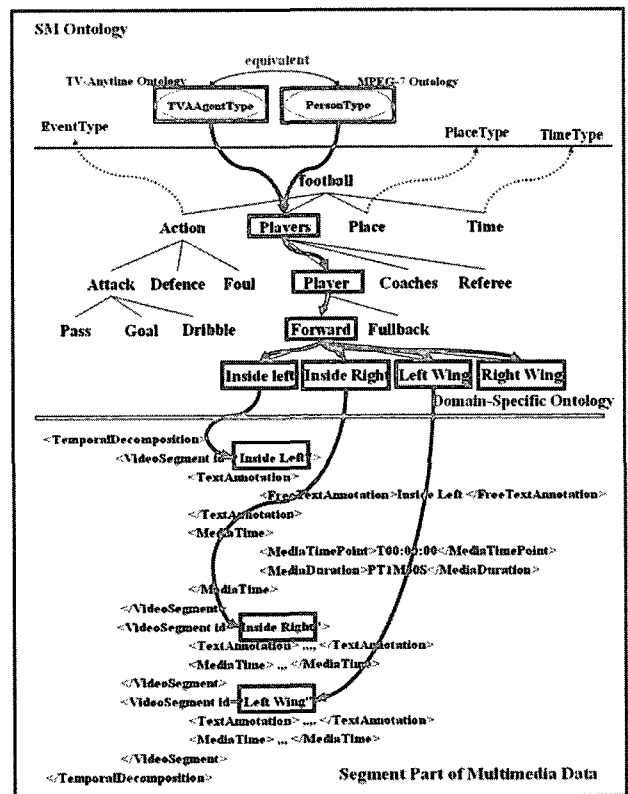 SM Ontology
equivalent
TV-Anytime Ontology MPEG-7 Ontology
TVAAgentType PersonType
EventType PlaceType TimeType
football
Action Players Place Time
Attack Defence Foul Player Coaches Referee
Pass Goal Dribble Forward Fullback
Inside left Inside Right Left Wing Right Wing
Domain-Specific Ontology
<TemporalDecomposition>
<VideoSegment id="Inside Left">
<TextAnnotation>
<FreeTextAnnotation>Inside Left </FreeTextAnnotation>
</TextAnnotation>
<MediaTime>
<MediaTimePoint>T00:00:00</MediaTimePoint>
<MediaDuration>PT1M30S</MediaDuration>
</MediaTime>
</VideoSegment>
<VideoSegment id="Inside Right">
<TextAnnotation> ,,,, </TextAnnotation>
<MediaTime> ,,, </MediaTime>
</VideoSegment>
<VideoSegment id="Left Wing">
<TextAnnotation> ,,,, </TextAnnotation>
<MediaTime> ,,, </MediaTime>
</VideoSegment>
</TemporalDecomposition>
Segment Part of Multimedia Data